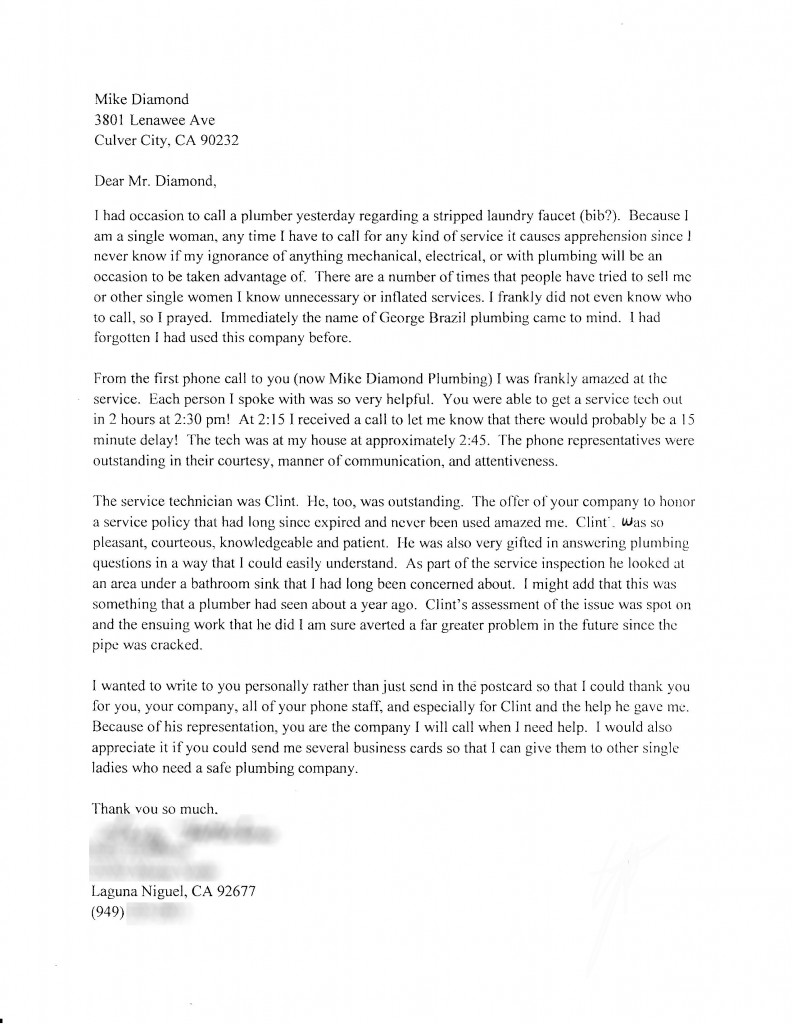 Mike Diamond
3801 Lenawee Ave
Culver City, CA 90232
Dear Mr. Diamond,
I had occasion to call a plumber yesterday regarding a stripped laundry faucet (bib?). Because I
am a single woman, any time I have to call for any kind of service it causes apprehension since I
never know if my ignorance of anything mechanical, electrical, or with plumbing will be an
occasion to be taken advantage of. There are a number of times that people have tried to sell me
or other single women I know unnecessary or inflated services. I frankly did not even know who
to call, so I prayed. Immediately the name of George Brazil plumbing came to mind. I had
forgotten I had used this company before.
From the first phone call to you (now Mike Diamond Plumbing) I was frankly amazed at the
service. Each person I spoke with was so very helpful. You were able to get a service tech out
in 2 hours at 2:30 pm! At 2:15 I received a call to let me know that there would probably be a 15
minute delay! The tech was at my house at approximately 2:45. The phone representatives were
outstanding in their courtesy, manner of communication, and attentiveness.
The service technician was Clint. He, too, was outstanding. The offer of your company to honor
a service policy that had long since expired and never been used amazed me. Clint . Was so
pleasant, courteous, knowledgeable and patient. He was also very gifted in answering plumbing
questions in a way that I could easily understand. As part of the service inspection he looked at
an area under a bathroom sink that I had long been concerned about. I might add that this was
something that a plumber had seen about a year ago. Clint's assessment of the issue was spot on
and the ensuing work that he did I am sure averted a far greater problem in the future since the
pipe was cracked.
I wanted to write to you personally rather than just send in the postcard so that I could thank you
for you, your company, all of your phone staff, and especially for Clint and the help he gave me.
Because of his representation, you are the company I will call when I need help. I would also
appreciate it if you could send me several business cards so that I can give them to other single
ladies who need a safe plumbing company.
Thank you so much.
Laguna Niguel, CA 92677
(949)